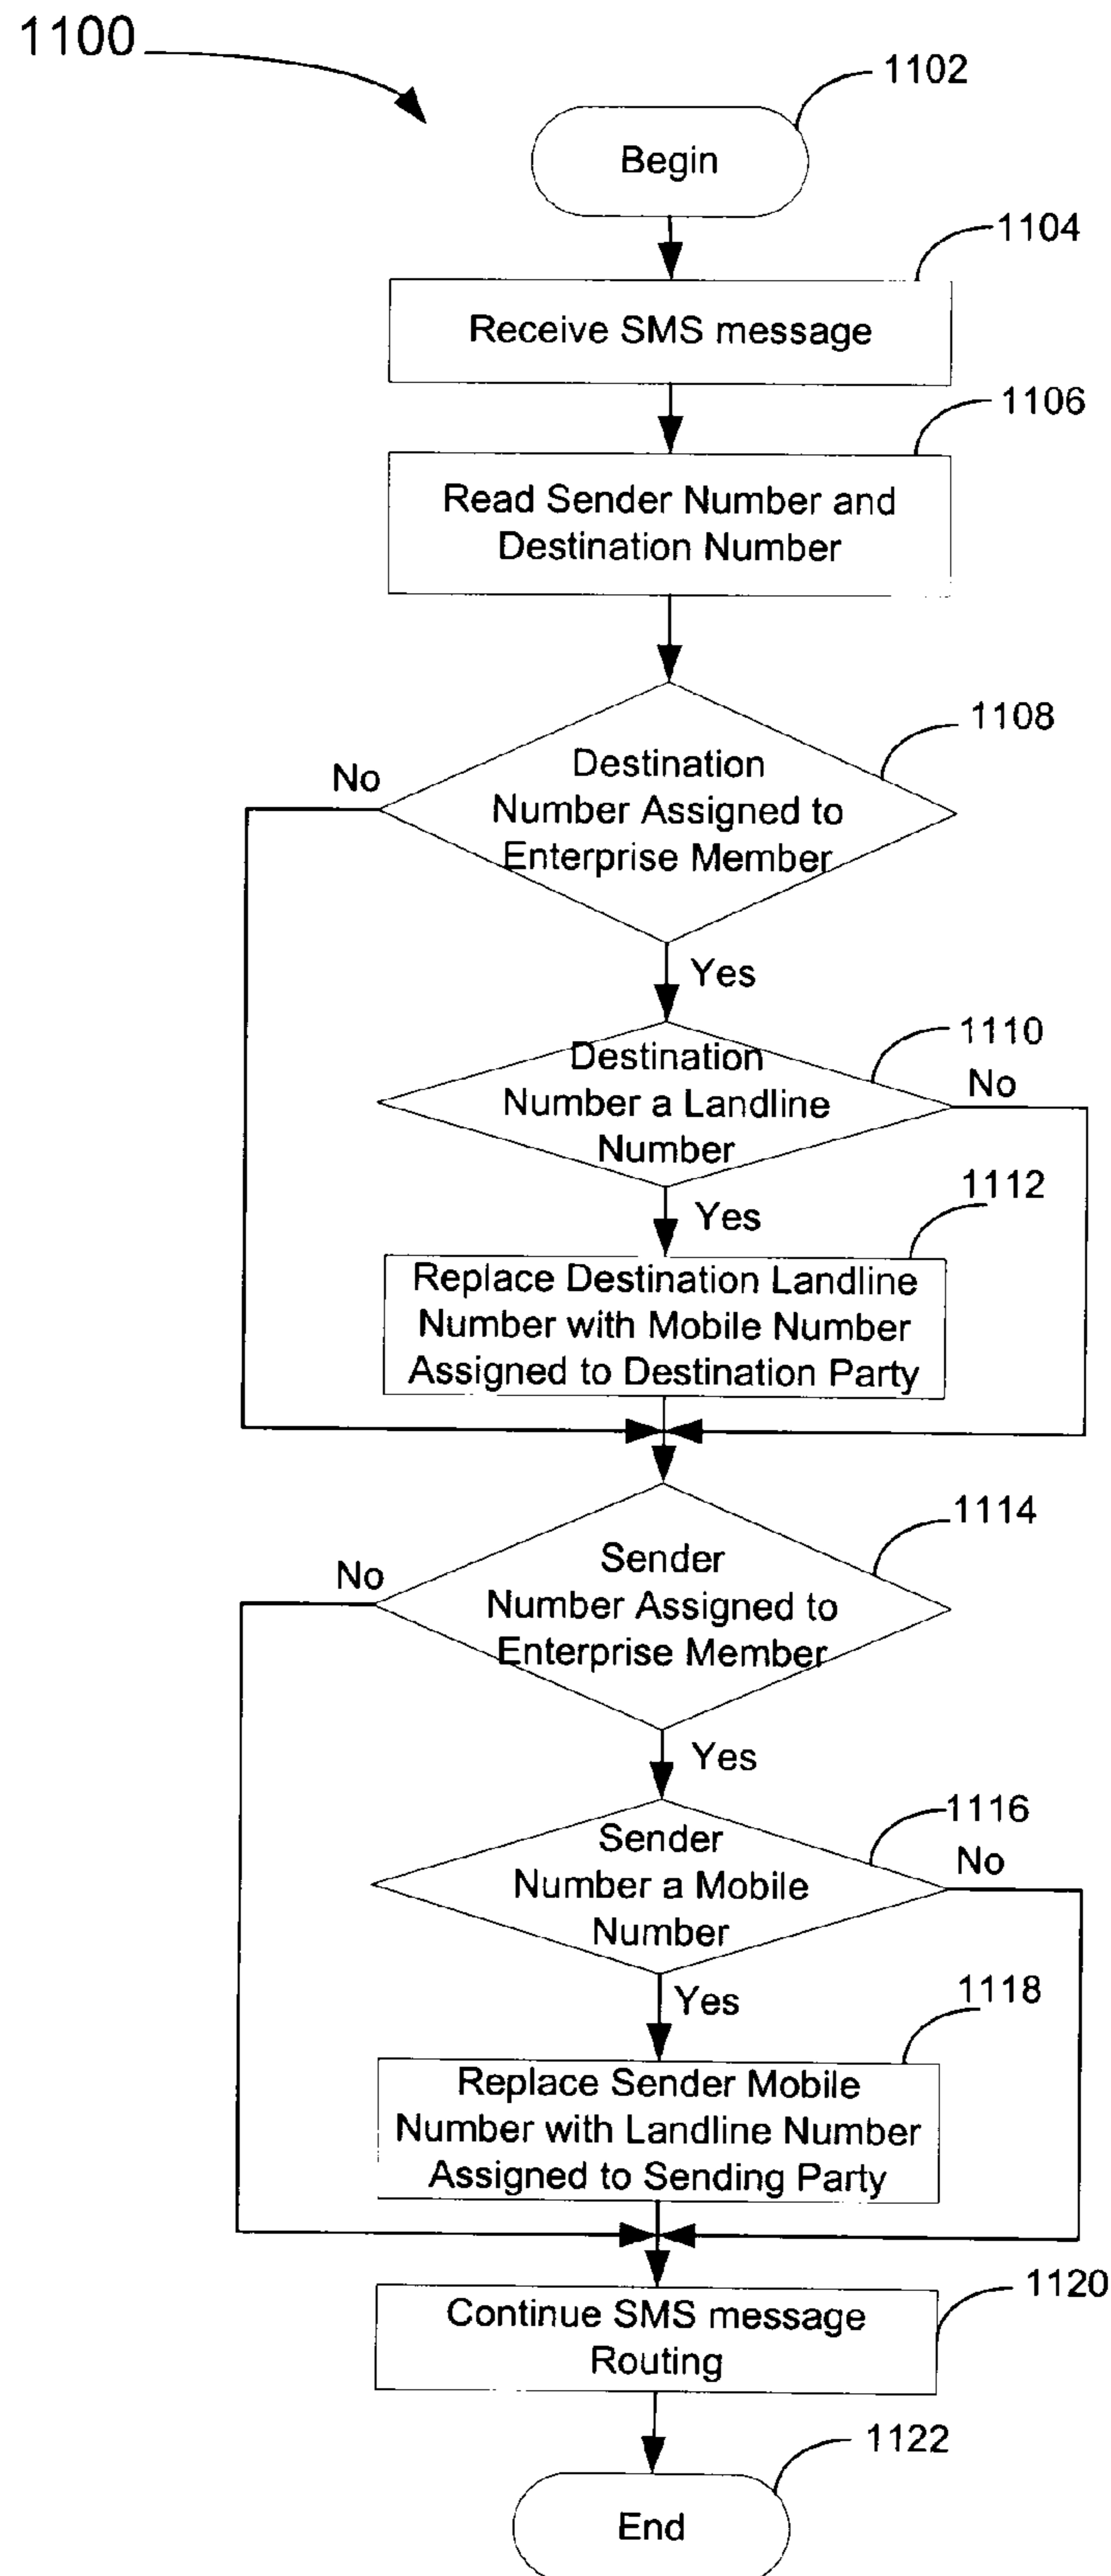 1100
1102
Begin
1104
Receive SMS message
1106
Read Sender Number and
Destination Number
1108
Destination
Number Assigned to
Enterprise Member
No
Yes
1110
Destination
Number a Landline
Number
No
Yes
1112
Replace Destination Landline
Number with Mobile Number
Assigned to Destination Party
1114
Sender
Number Assigned to
Enterprise Member
No
Yes
1116
Sender
Number a Mobile
Number
No
Yes
1118
Replace Sender Mobile
Number with Landline Number
Assigned to Sending Party
1120
Continue SMS message
Routing
1122
End